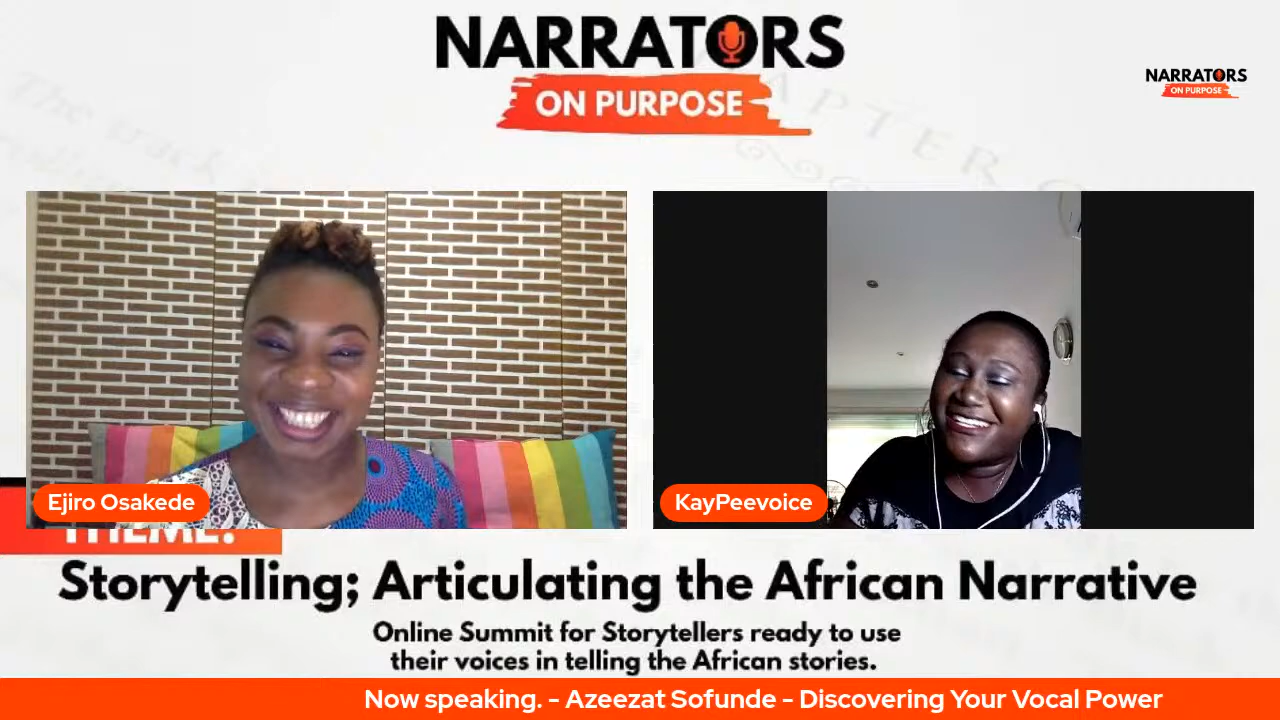 NARRATORS
ON PURPOSE
NARRATORS
ON PURPOSE
Ejiro Osakede
KayPeevoice
THEME:
Storytelling; Articulating the African Narrative
Online Summit for Storytellers ready to use
their voices in telling the African stories.
Now speaking. - Azeezat Sofunde - Discovering Your Vocal Power